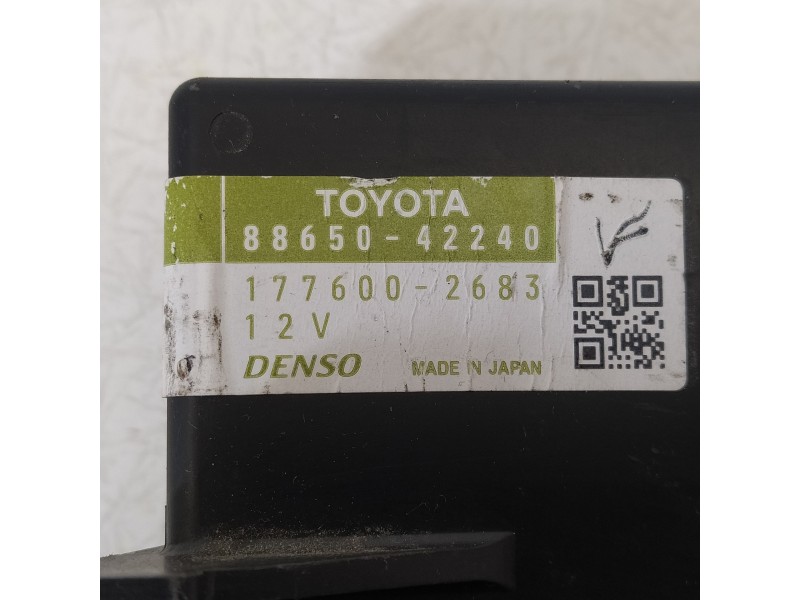 TOYOTA
88650-42240
177600-2683
12V
DENSO MADE IN JAPAN